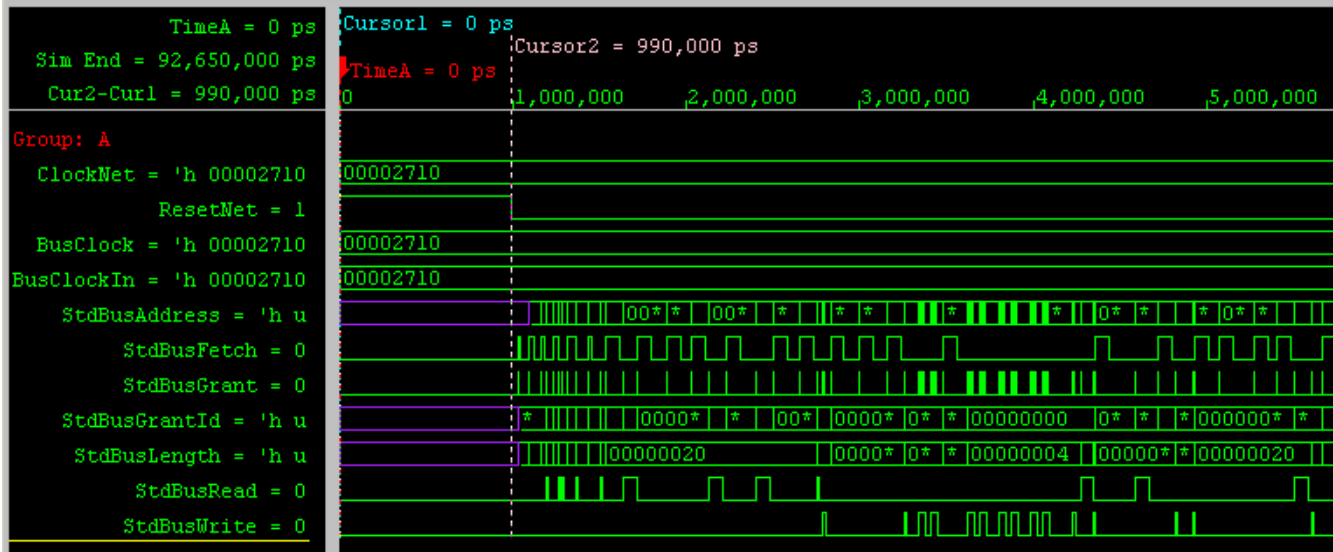 TimeA = 0 ps
Sim End = 92,650,000 ps
Cur2-Cur1 = 990,000 ps
Cursor1 = 0 ps
Cursor2 = 990,000 ps
TimeA = 0 ps
0 1,000,000 2,000,000 3,000,000 4,000,000 5,000,000
Group: A
ClockNet = 'h 00002710 00002710
ResetNet = 1
BusClock = 'h 00002710 00002710
BusClockIn = 'h 00002710 00002710
StdBusAddress = 'h u 00* * 00* * * * * * * 0* * * 0* *
StdBusFetch = 0
StdBusGrant = 0
StdBusGrantId = 'h u * 0000* * 00* 0000* 0* * 00000000 0* * * 000000* *
StdBusLength = 'h u 00000020 0000* 0* * 00000004 00000* * 00000020
StdBusRead = 0
StdBusWrite = 0